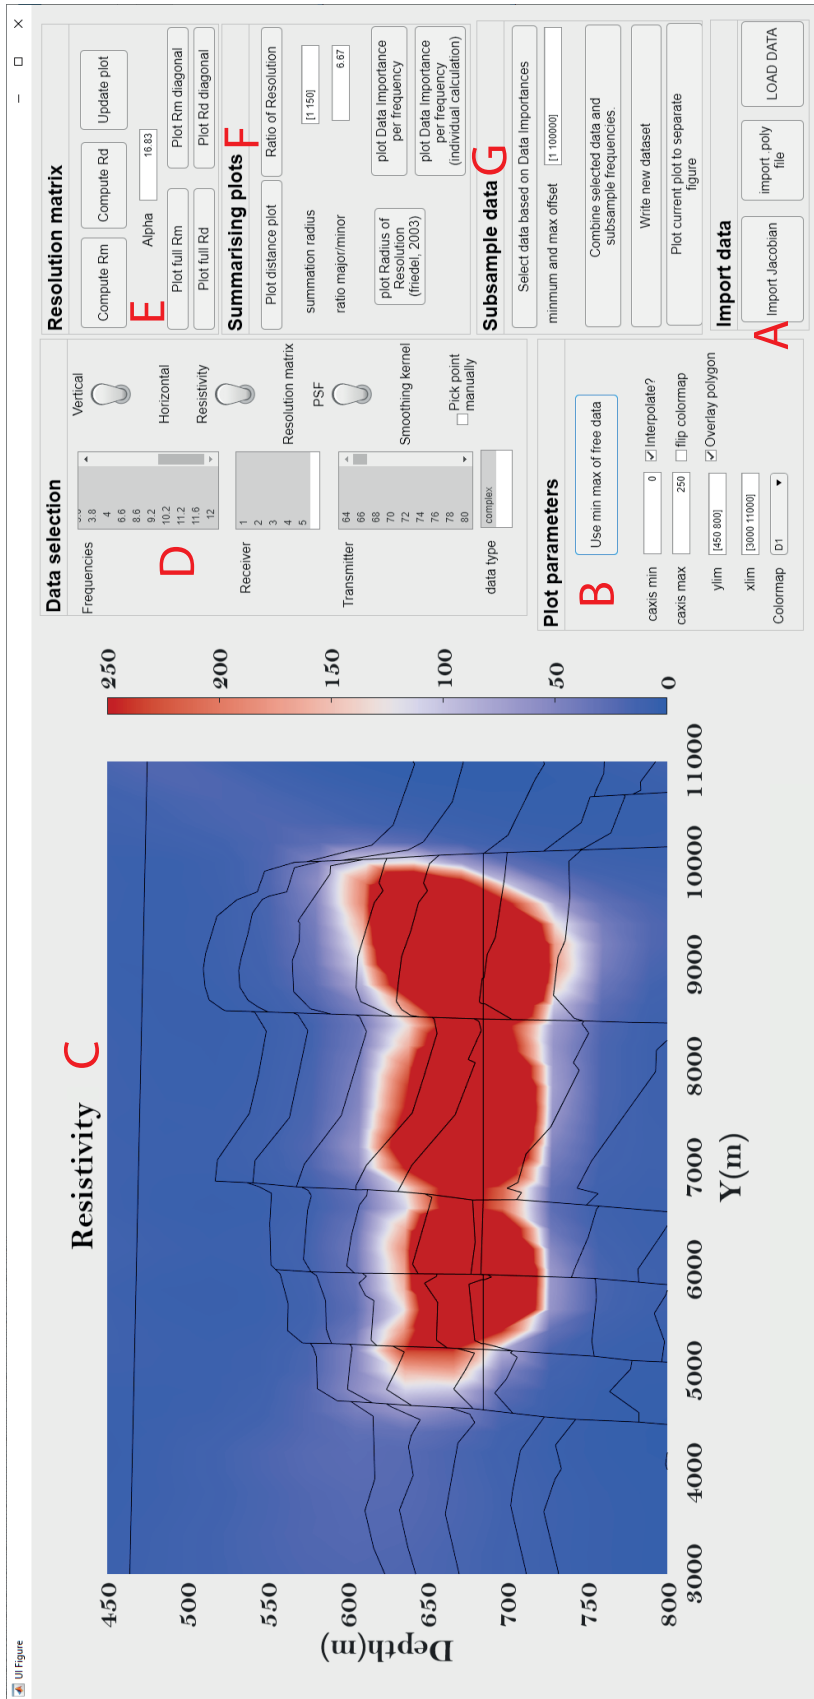 UI Figure
Resistivity
C
450
500
550
600
650
700
750
800
Depth(m)
3000
4000
5000
6000
7000
8000
9000
10000
11000
Y(m)
250
200
150
100
50
0
Data selection
Frequencies
3.8
4
6.6
8.6
9.2
10.2
11.2
11.6
12
D
Receiver
1
2
3
4
5
Transmitter
64
66
68
70
72
74
76
78
80
data type
complex
Vertical
Horizontal
Resistivity
Resolution matrix
PSF
Smoothing kernel
Pick point
manually
Plot parameters
B
Use min max of free data
caxis min
0
Interpolate?
caxis max
250
flip colormap
ylim
[450 800]
Overlay polygon
xlim
[3000 11000]
Colormap
D1
Resolution matrix
Compute Rm
Compute Rd
Update plot
E
Alpha
16.83
Plot full Rm
Plot Rm diagonal
Plot full Rd
Plot Rd diagonal
Summarising plots
F
Plot distance plot
Ratio of Resolution
summation radius
[1 150]
ratio major/minor
6.67
plot Radius of
Resolution
(friedel, 2003)
plot Data Importance
per frequency
plot Data Importance
per frequency
(individual calculation)
Subsample data
G
Select data based on Data Importances
minmum and max offset
[1 100000]
Combine selected data and
subsample frequencies.
Write new dataset
Plot current plot to separate
figure
Import data
A
Import Jacobian
import .poly
file
LOAD DATA